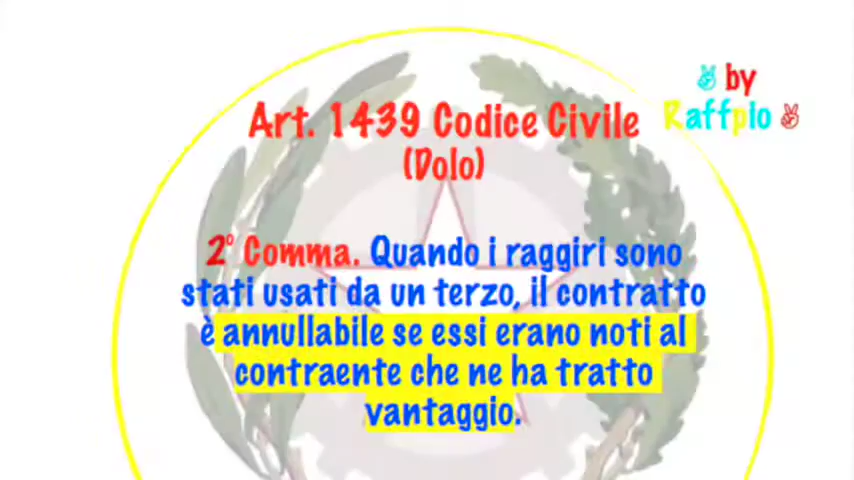 ✌ by
Raffpio ✌
Art. 1439 Codice Civile
(Dolo)
2° Comma. Quando i raggiri sono
stati usati da un terzo, il contratto
è annullabile se essi erano noti al
contraente che ne ha tratto
vantaggio.